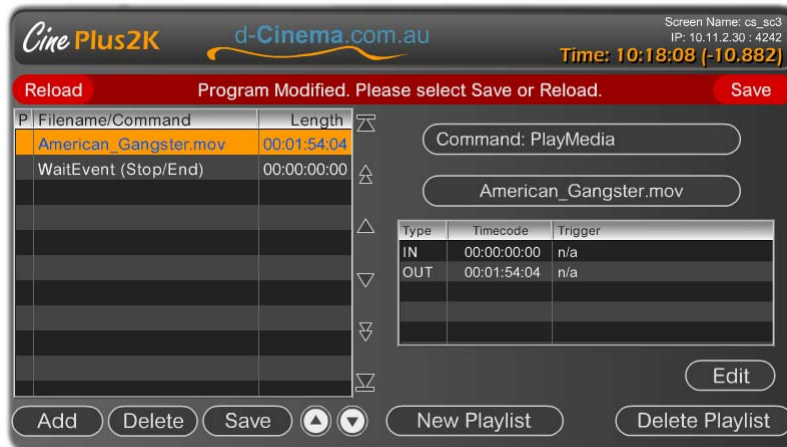 Cine Plus2K
d-Cinema.com.au
Screen Name: cs_sc3
IP: 10.11.2.30 : 4242
Time: 10:18:08 (-10.882)
Reload
Program Modified. Please select Save or Reload.
Save
P Filename/Command Length
American_Gangster.mov 00:01:54:04
WaitEvent (Stop/End) 00:00:00:00
Command: PlayMedia
American_Gangster.mov
Type Timecode Trigger
IN 00:00:00:00 n/a
OUT 00:01:54:04 n/a
Edit
Add Delete Save New Playlist Delete Playlist